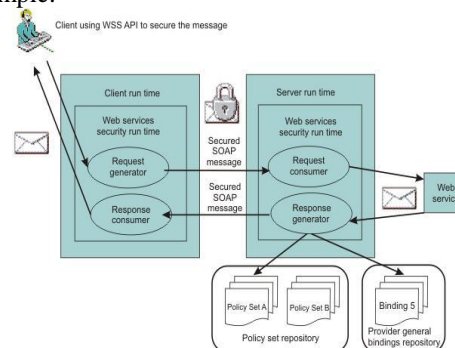 Client using WSS API to secure the message
Client run time
Server run time
Web services
security run time
Web services
security run time
Secured
SOAP
message
Request
generator
Request
consumer
Secured
SOAP
message
Response
consumer
Response
generator
Web
Policy Set A
Policy Set B
Binding 5
Policy set repository
Provider general
bindings repository